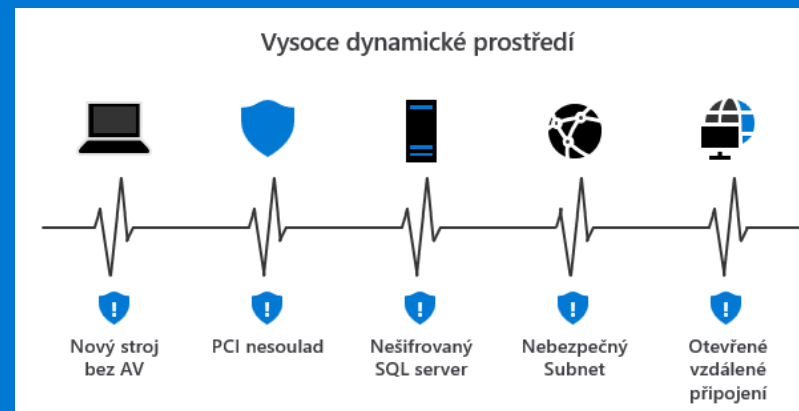 Vysoce dynamické prostředí
Nový stroj
bez AV
PCI nesoulad
Nešifrovaný
SQL server
Nebezpečný
Subnet
Otevřené
vzdálené
připojení